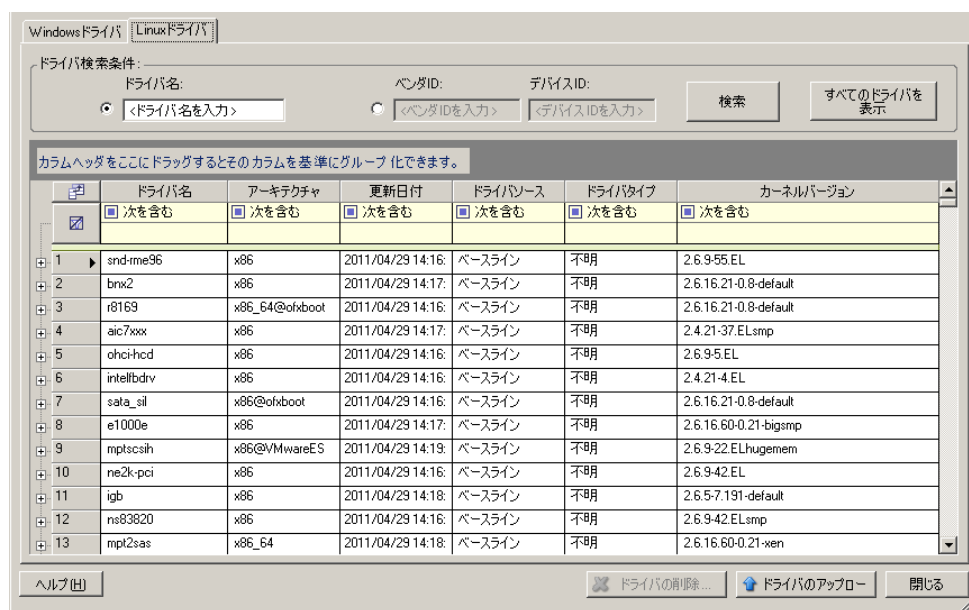 Windowsドライバ Linuxドライバ
ドライバ検索条件:
ドライバ名: ベンダID: デバイスID:
<ドライバ名を入力> <ベンダIDを入力> <デバイスIDを入力> 検索 すべてのドライバを
表示
カラムヘッダをここにドラッグするとそのカラムを基準にグループ化できます。
ドライバ名 アーキテクチャ 更新日付 ドライバソース ドライバタイプ カーネルバージョン
次を含む 次を含む 次を含む 次を含む 次を含む 次を含む
1 snd-rme96 x86 2011/04/29 14:16: ベースライン 不明 2.6.9-55.EL
2 bnx2 x86 2011/04/29 14:17: ベースライン 不明 2.6.16.21-0.8-default
3 r8169 x86_64@ofxboot 2011/04/29 14:16: ベースライン 不明 2.6.16.21-0.8-default
4 aic7xxx x86 2011/04/29 14:17: ベースライン 不明 2.4.21-37.ELsmp
5 ohci-hcd x86 2011/04/29 14:16: ベースライン 不明 2.6.9-5.EL
6 intelfbdrv x86 2011/04/29 14:16: ベースライン 不明 2.4.21-4.EL
7 sata_sil x86@ofxboot 2011/04/29 14:16: ベースライン 不明 2.6.16.21-0.8-default
8 e1000e x86 2011/04/29 14:17: ベースライン 不明 2.6.16.60-0.21-bigsmp
9 mptscsih x86@VMwareES 2011/04/29 14:19: ベースライン 不明 2.6.9-22.ELhugemem
10 ne2k-pci x86 2011/04/29 14:16: ベースライン 不明 2.6.9-42.EL
11 igb x86 2011/04/29 14:18: ベースライン 不明 2.6.5-7.191-default
12 ns83820 x86 2011/04/29 14:16: ベースライン 不明 2.6.9-42.ELsmp
13 mpt2sas x86_64 2011/04/29 14:18: ベースライン 不明 2.6.16.60-0.21-xen
ヘルプ(H) ドライバの削除... ドライバのアップロー 閉じる